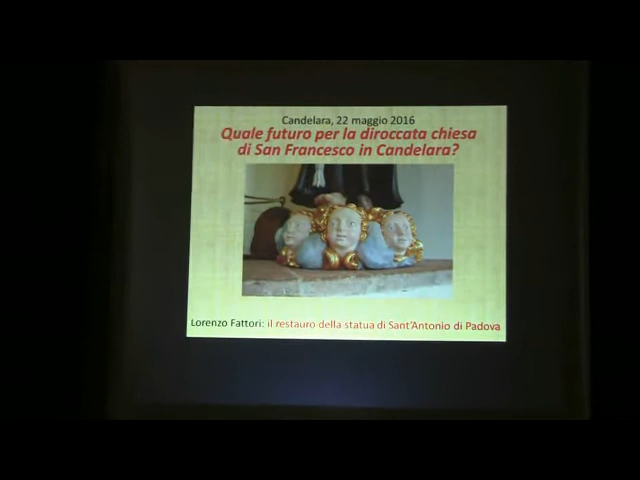 Candelara, 22 maggio 2016
Quale futuro per la diroccata chiesa
di San Francesco in Candelara?
Lorenzo Fattori: il restauro della statua di Sant'Antonio di Padova